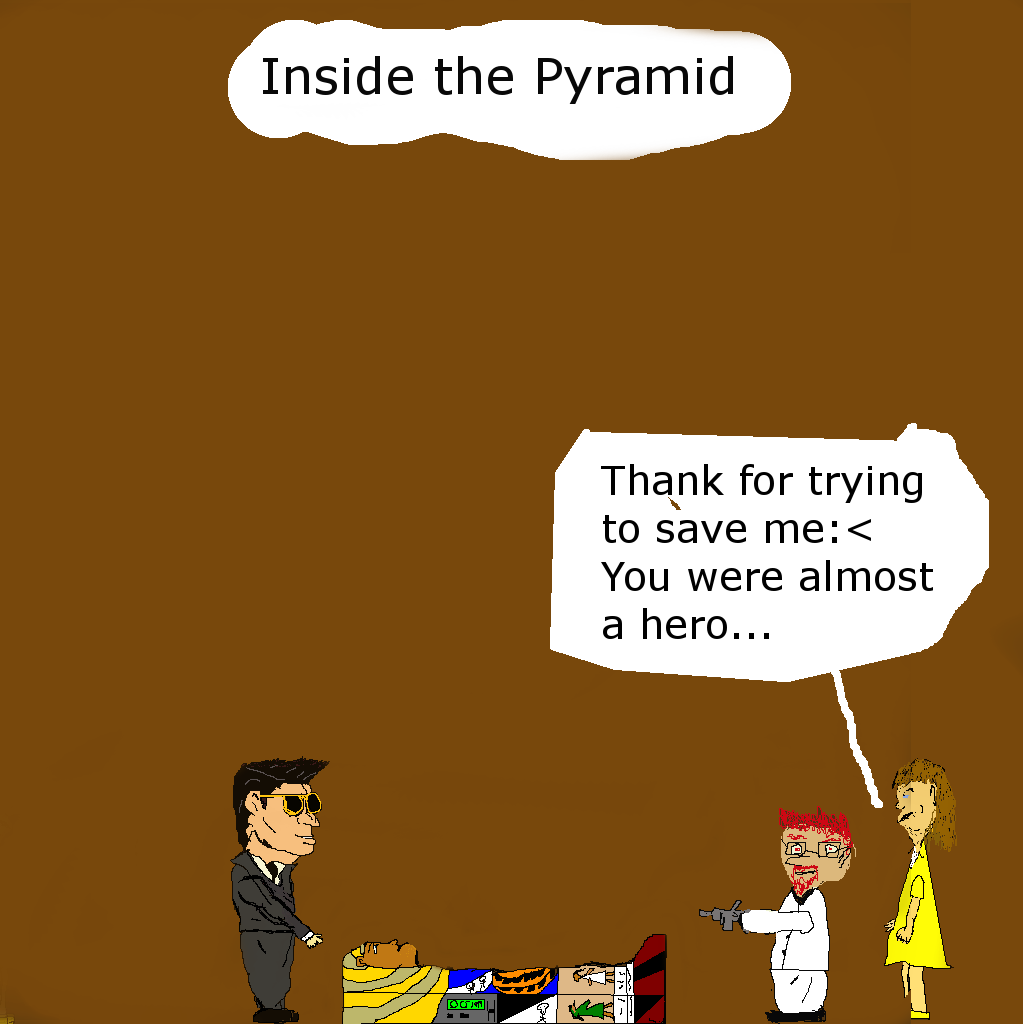 Inside the Pyramid
Thank for trying
to save me:<
You were almost
a hero...